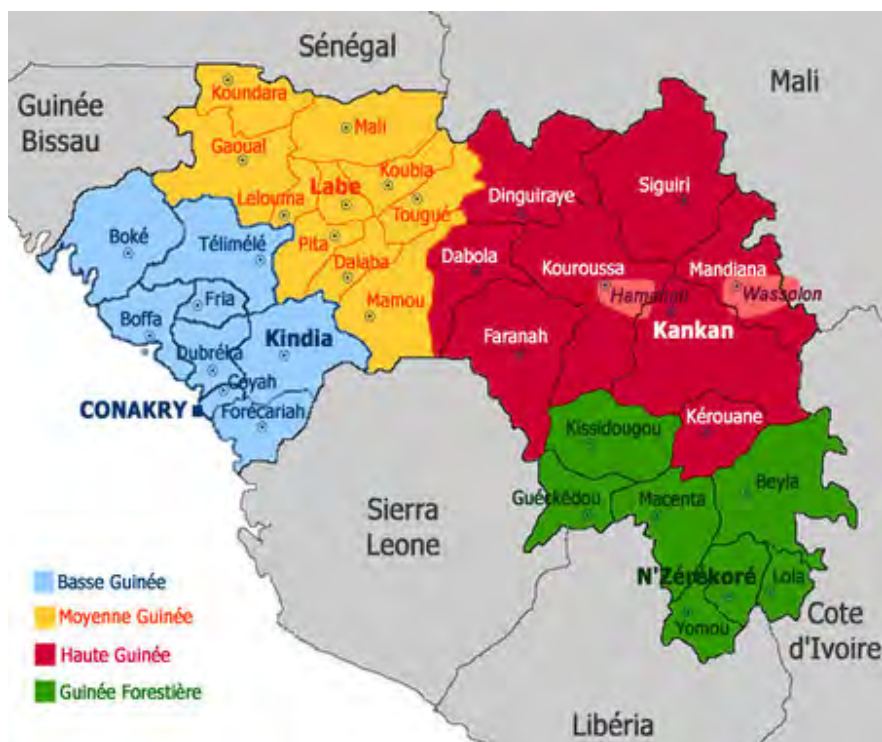 Sénégal
Mali
Guinée
Bissau
Koundara
Mali
Gaoual
Koubia
Labe
Lelouma
Tougué
Siguiri
Dinguiraye
Boké
Télimélé
Pita
Dalaba
Dabola
Kouroussa
Mandiana
Hamanah
Wassolon
Fria
Mamou
Boffa
Kindia
Faranah
Kankan
Dubréka
Coyah
CONAKRY
Forécariah
Kérouane
Kissidougou
Beyla
Guéckédou
Macenta
Sierra
Leone
N'Zérékoré
Lola
Yomou
Cote
d'Ivoire
Libéria
Basse Guinée
Moyenne Guinée
Haute Guinée
Guinée Forestière